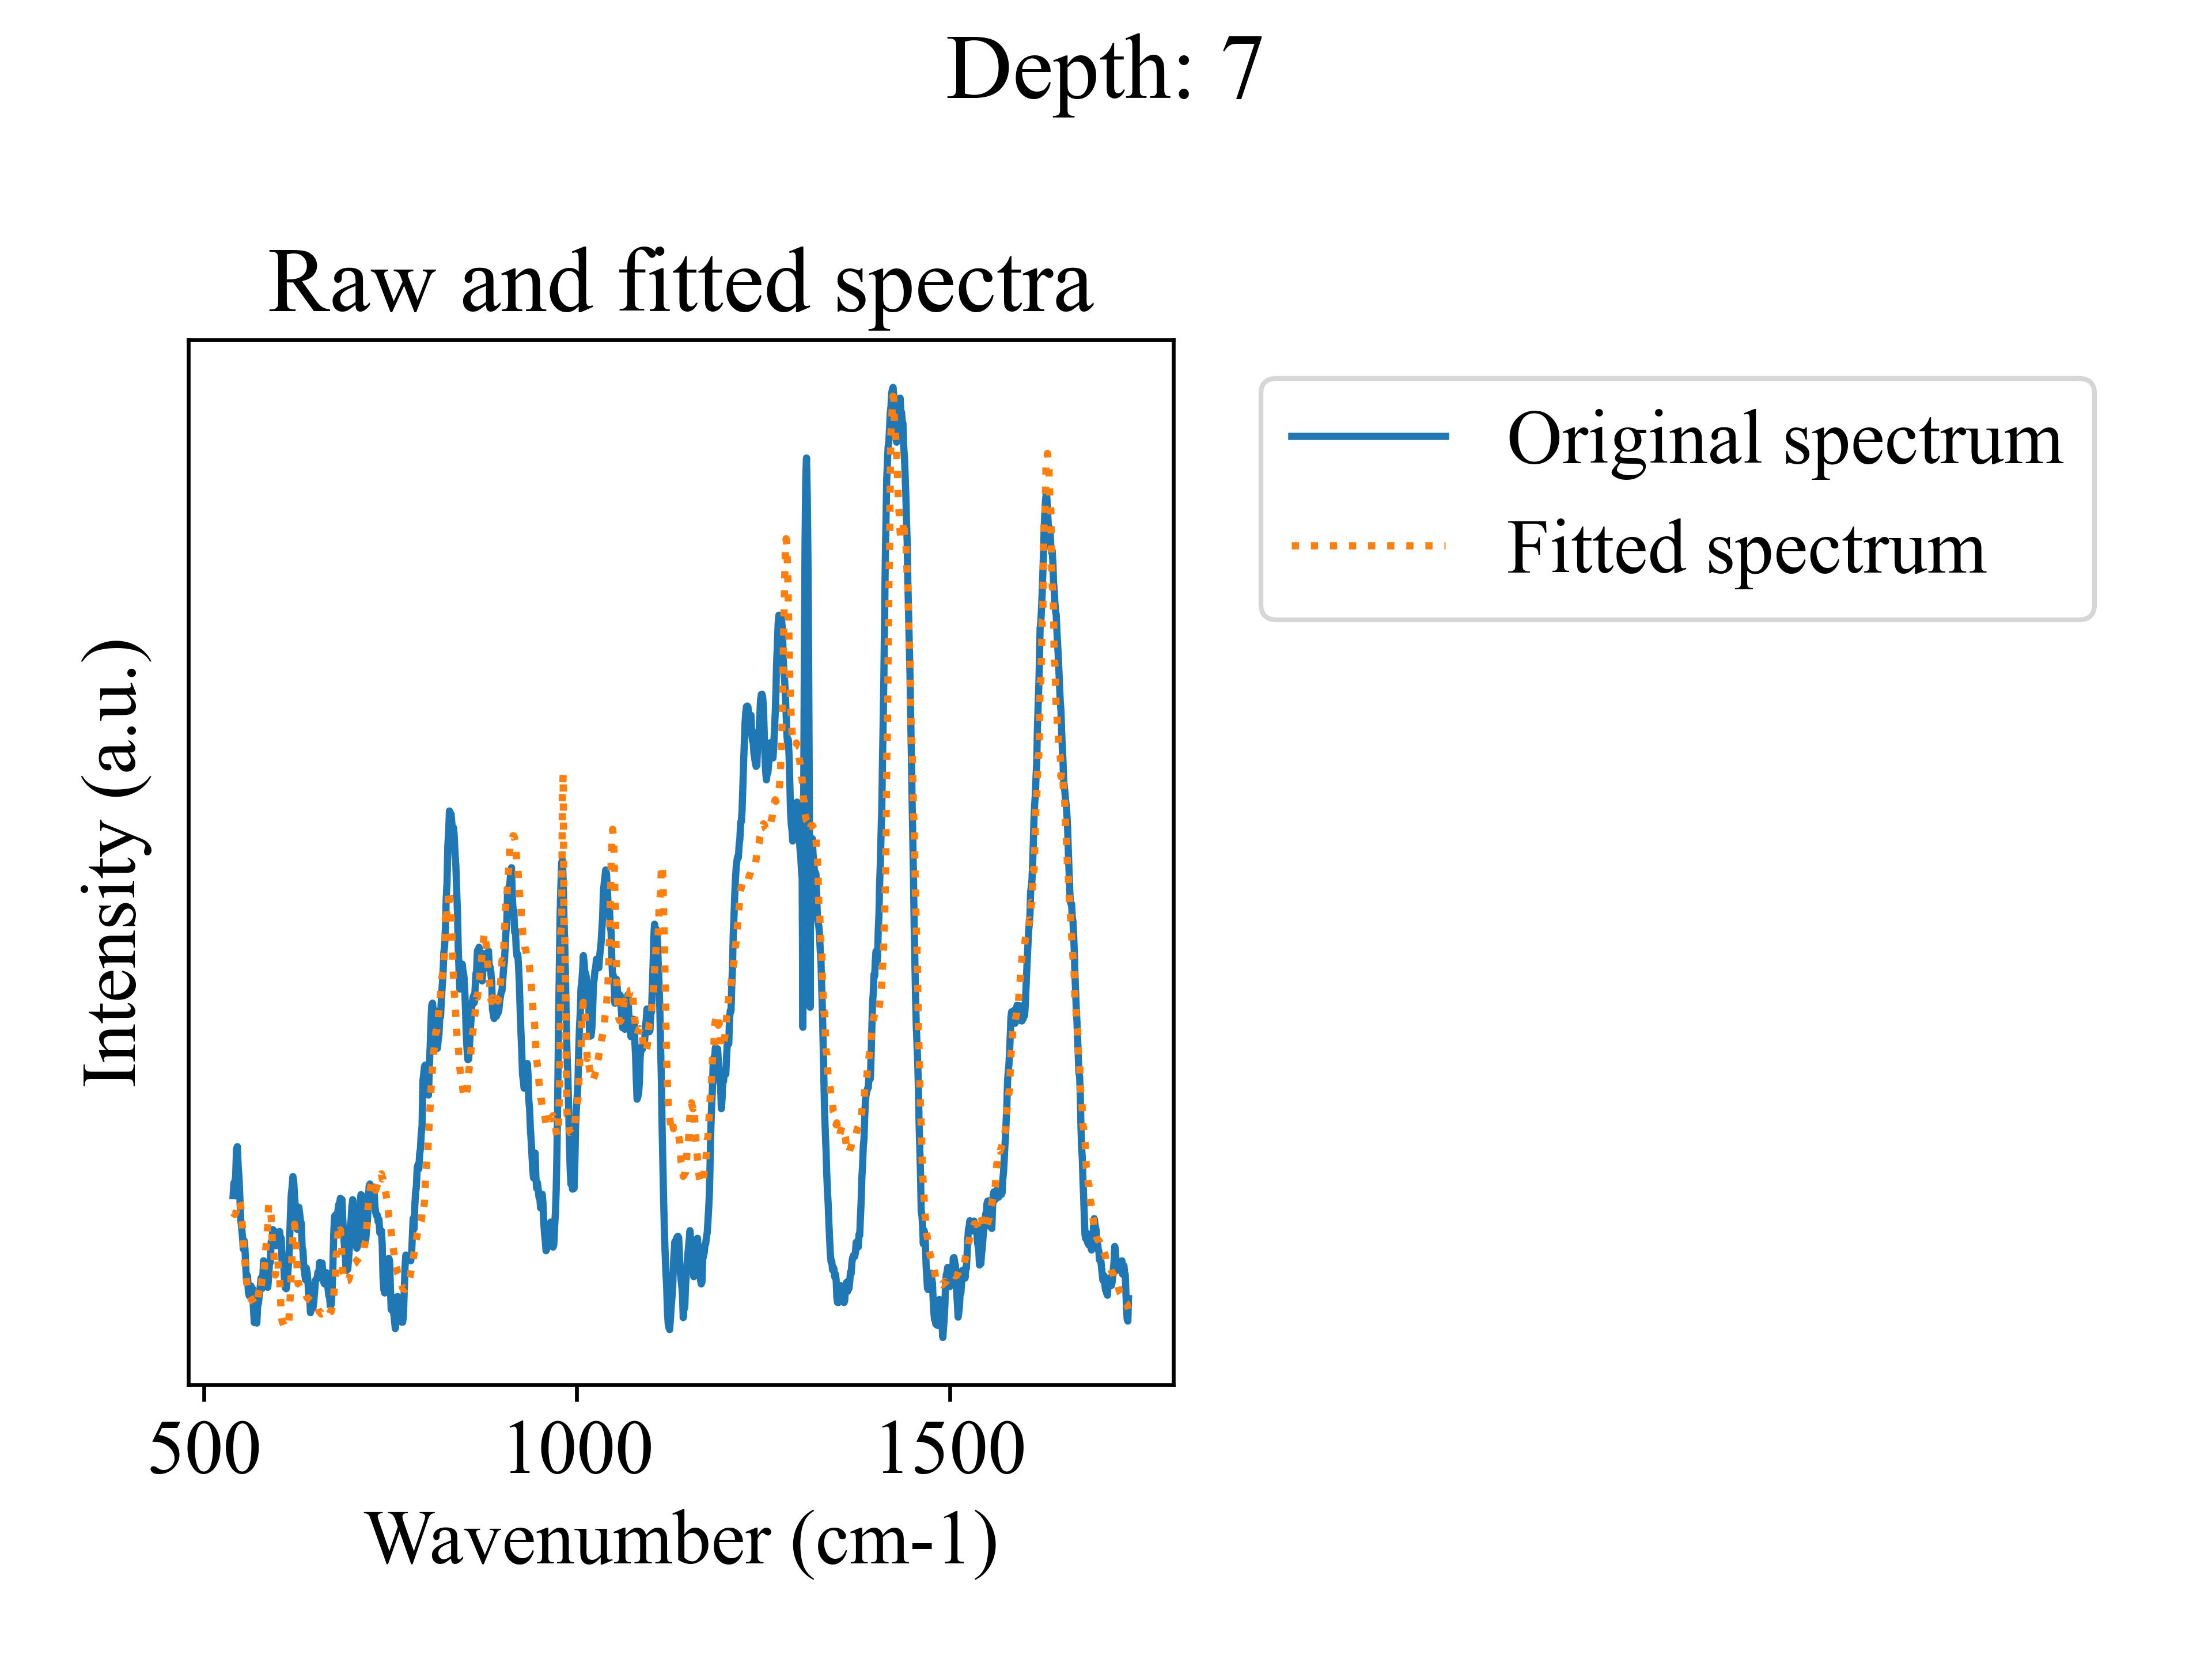 Depth: 7
Raw and fitted spectra
Original spectrum
Fitted spectrum
Intensity (a.u.)
500 1000 1500
Wavenumber (cm-1)